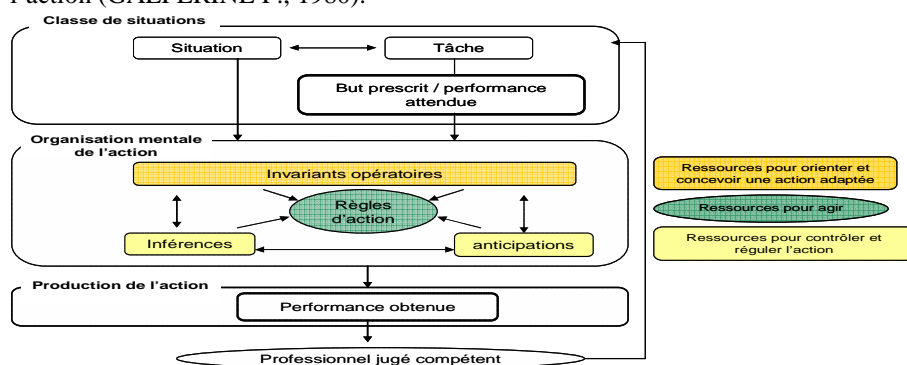 l'action (GALPERINE P., 1980).
Classe de situations
Situation
Tâche
But prescrit / performance
attendue
Organisation mentale
de l'action
Invariants opératoires
Règles
d'action
Inférences
anticipations
Ressources pour orienter et
concevoir une action adaptée
Ressources pour agir
Ressources pour contrôler et
réguler l'action
Production de l'action
Performance obtenue
Professionnel jugé compétent